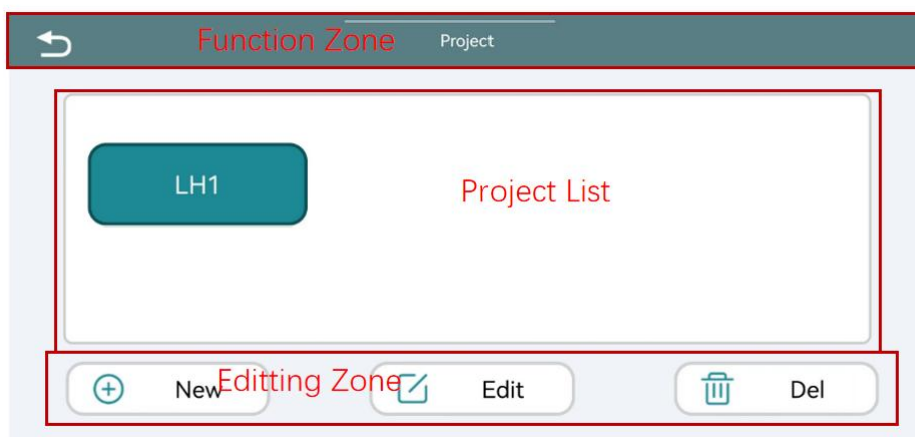 Function Zone Project
LH1 Project List
New Editting Zone Edit Del